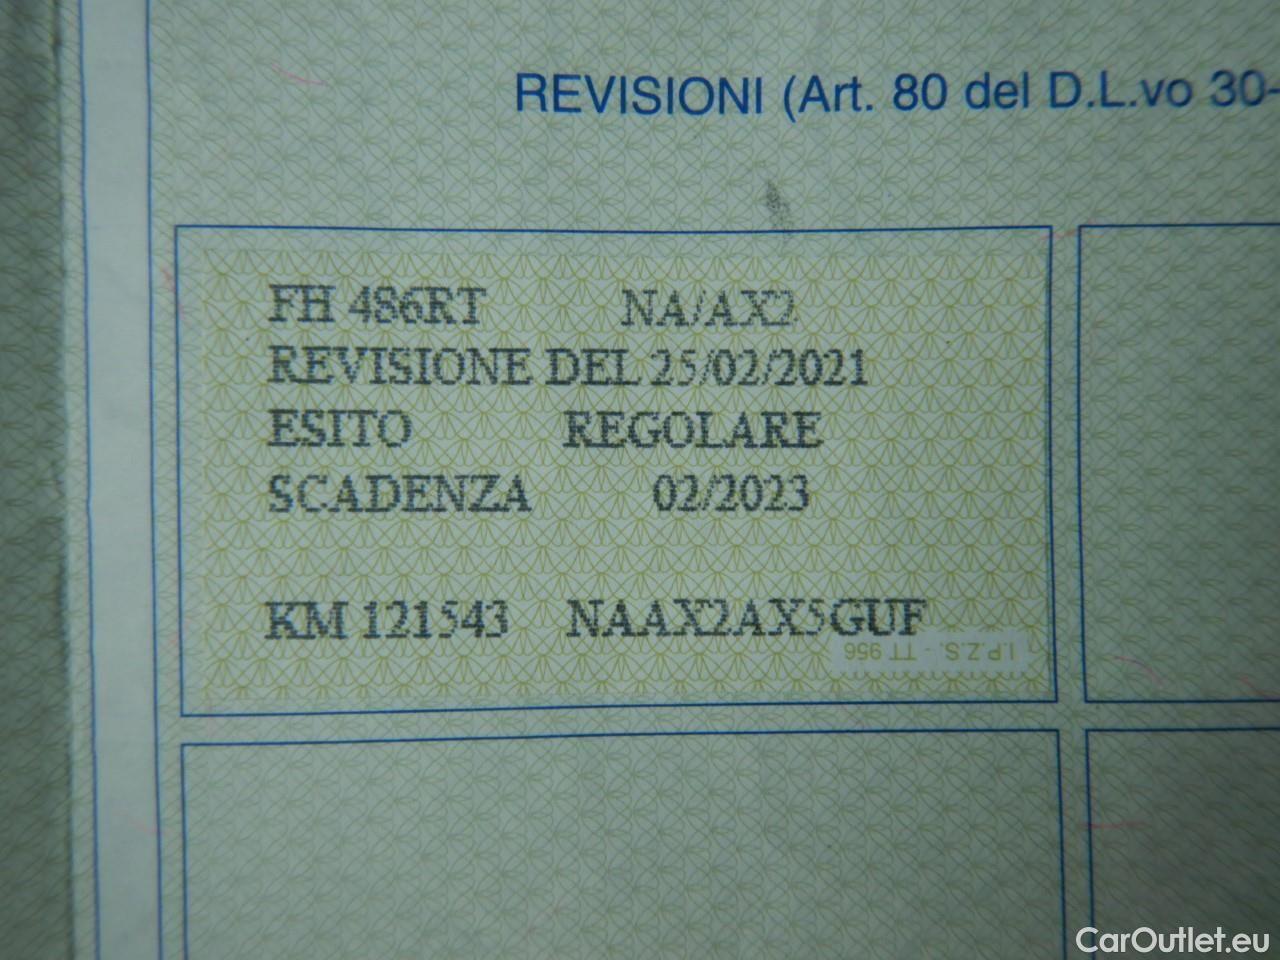 REVISIONI (Art. 80 del D.L.vo 30-
FH 486RT NA/AX2
REVISIONE DEL 25/02/2021
ESITO REGOLARE
SCADENZA 02/2023
KM 121543 NAAX2AX5GUF
I.P.Z.S. - TT 956
CarOutlet.eu